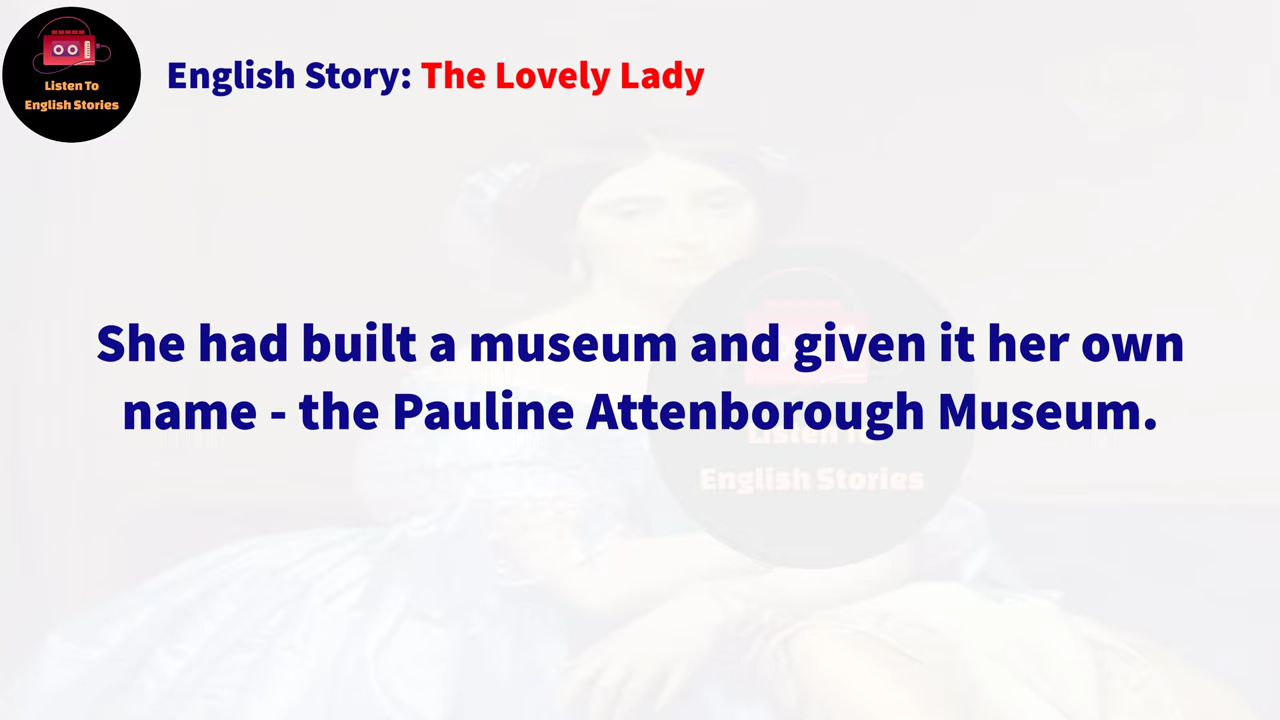 Listen To
English Stories
English Story: The Lovely Lady
She had built a museum and given it her own
name - the Pauline Attenborough Museum.
Listen To
English Stories